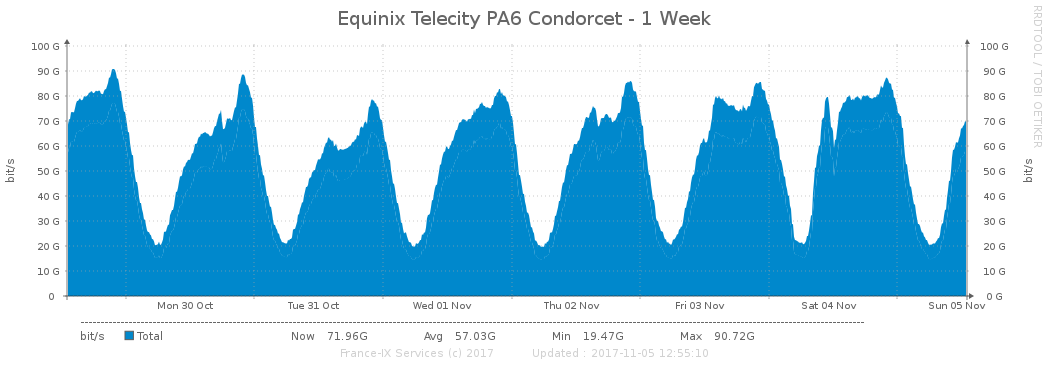 Equinix Telecity PA6 Condorcet - 1 Week
RRDTOOL / TOBI OETIKER
100 G 100 G
90 G 90 G
80 G 80 G
70 G 70 G
60 G 60 G
50 G 50 G
40 G 40 G
30 G 30 G
20 G 20 G
10 G 10 G
0 0 G
bit/s bit/s
Mon 30 Oct Tue 31 Oct Wed 01 Nov Thu 02 Nov Fri 03 Nov Sat 04 Nov Sun 05 Nov
bit/s Total Now 71.96G Avg 57.03G Min 19.47G Max 90.72G
France-IX Services (c) 2017 Updated : 2017-11-05 12:55:10